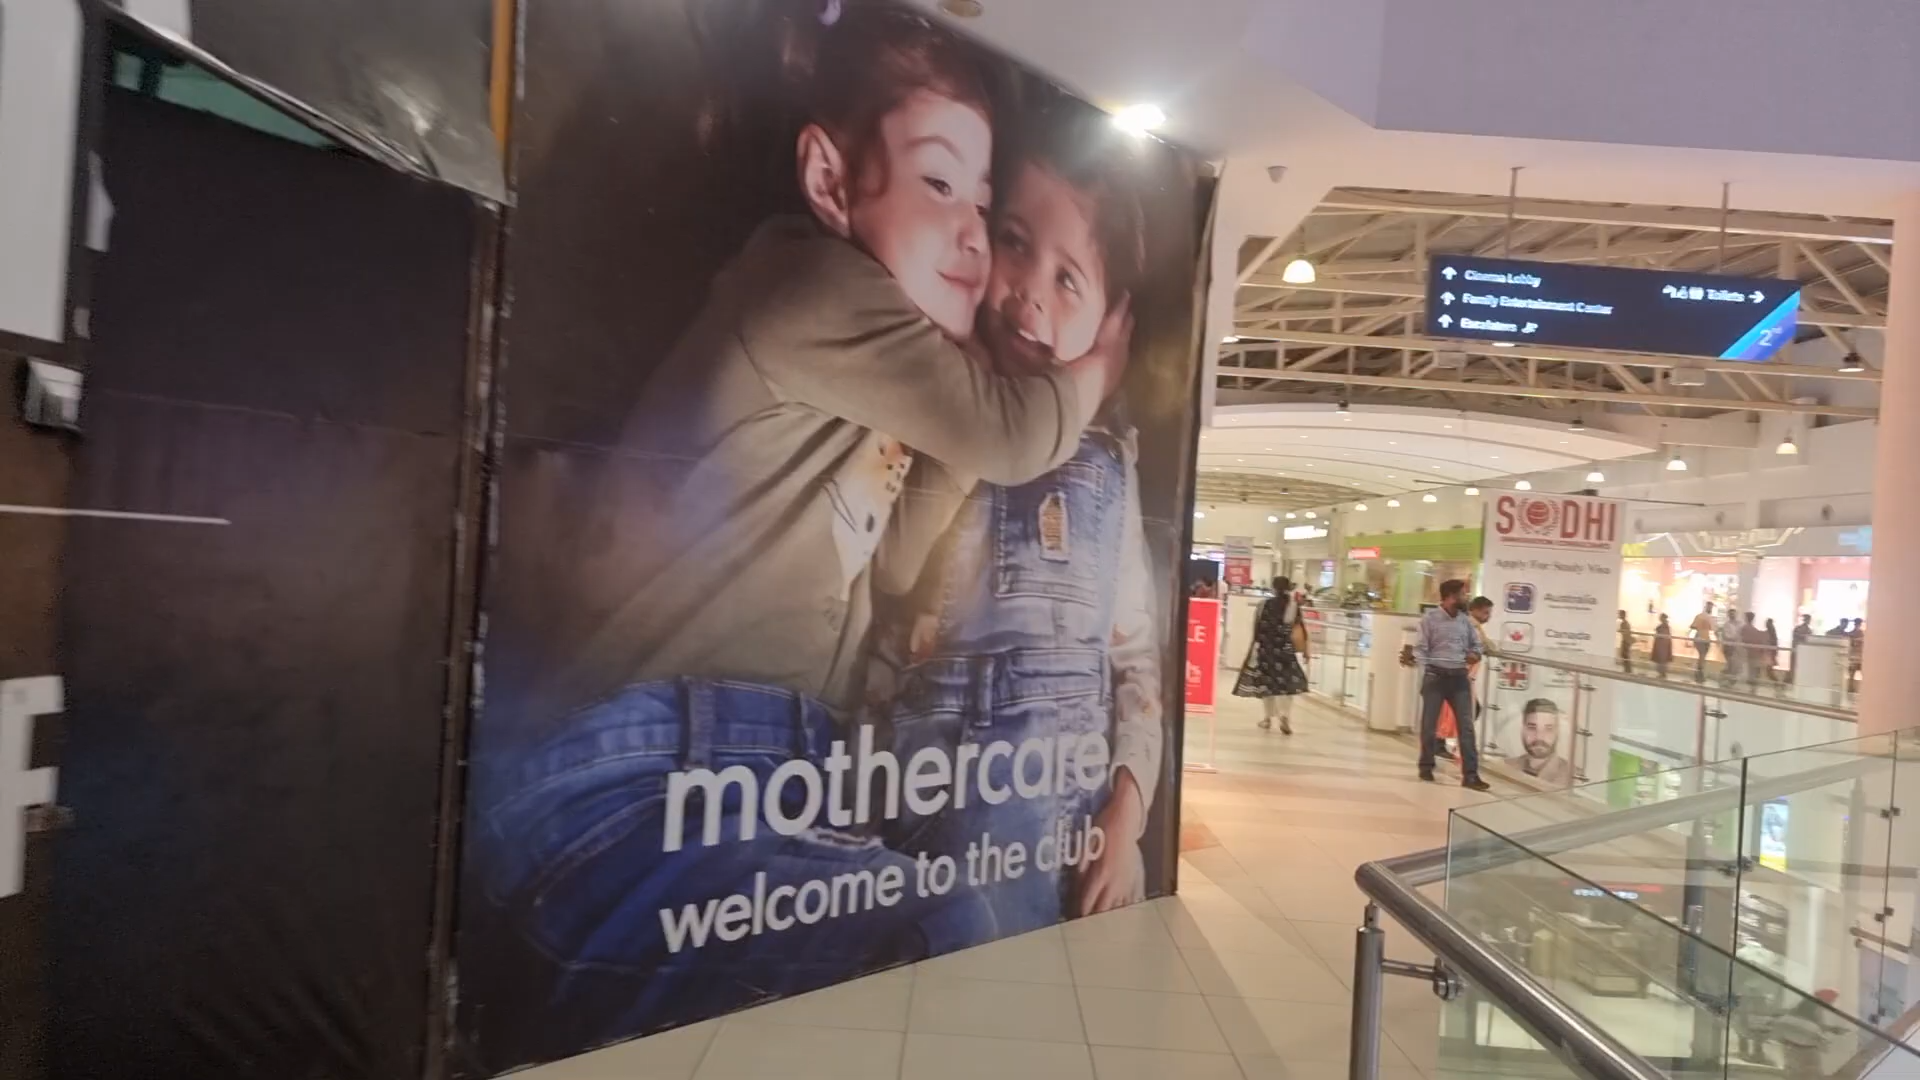 F
mothercare
welcome to the club
Cinema Lobby
Family Entertainment Center
Escalators
Toilets
2nd
SODHI
Apply For Study Visa
Australia
Canada
LE